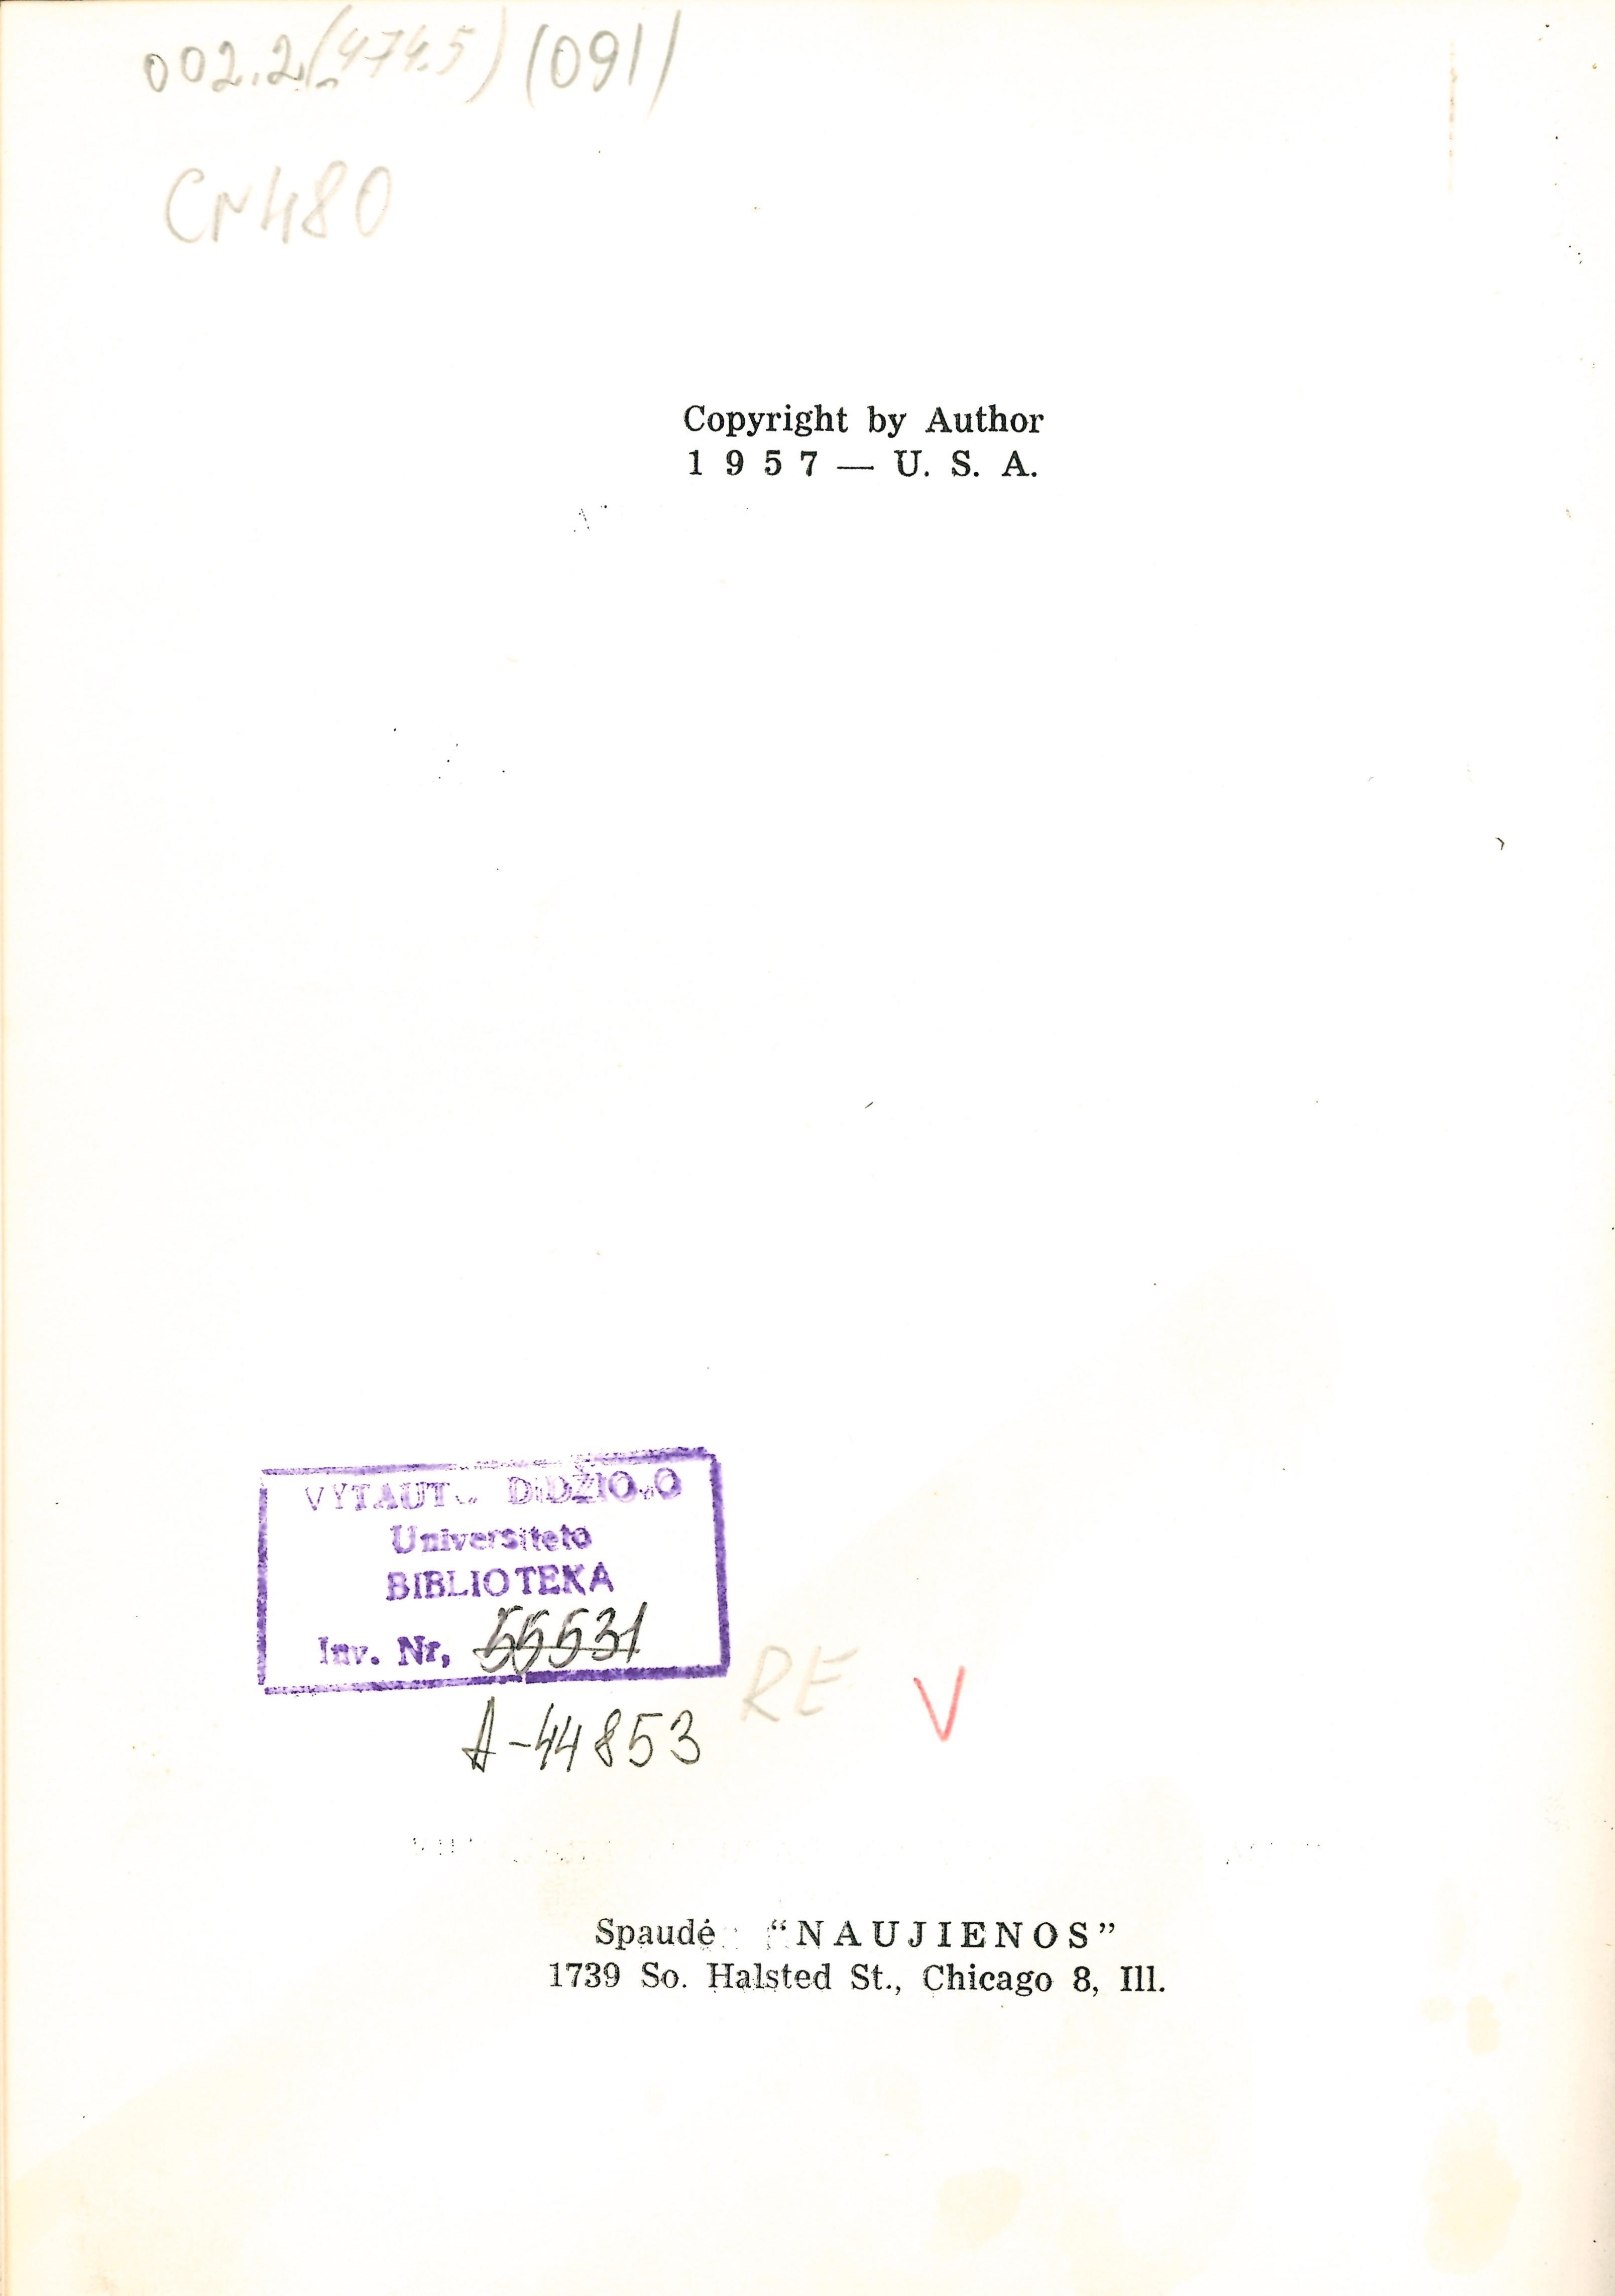 002.2(474.5)(091)
Cr480
Copyright by Author
1957 — U. S. A.
Universiteto
BIBLIOTEKA
Inv. Nr, 55531
A-44853
RE V
Spaudė "NAUJIENOS"
1739 So. Halsted St., Chicago 8, Ill.